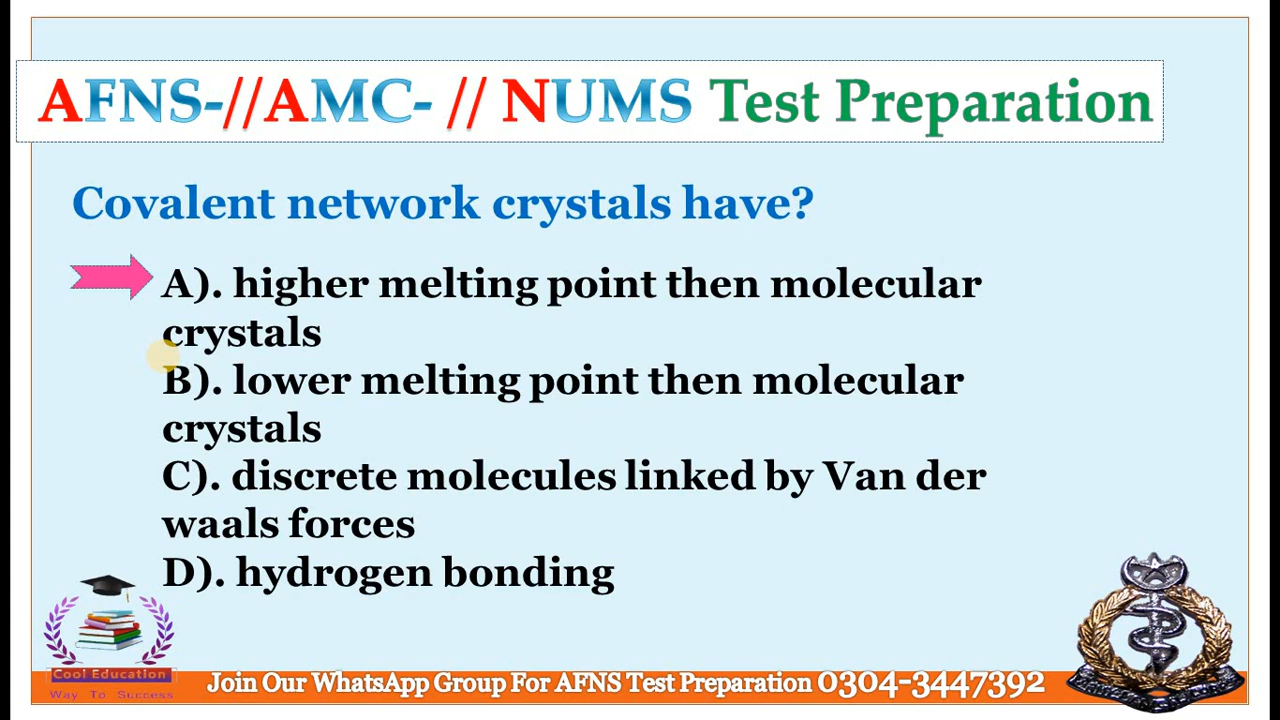 AFNS-//AMC- // NUMS Test Preparation
Covalent network crystals have?
A). higher melting point then molecular
crystals
B). lower melting point then molecular
crystals
C). discrete molecules linked by Van der
waals forces
D). hydrogen bonding
Cool Education
Way To Success
Join Our WhatsApp Group For AFNS Test Preparation 0304-3447392